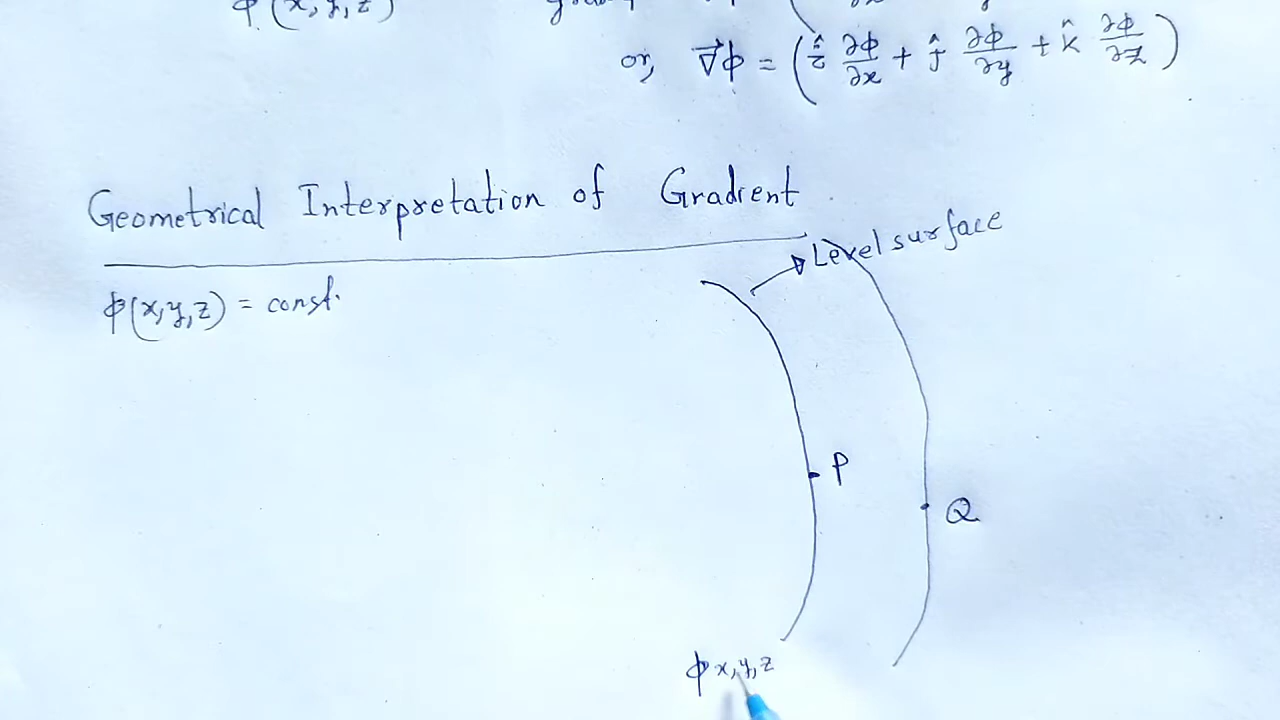 φ(x,y,z)
or, ∇⃗φ = (î ∂φ/∂x + ĵ ∂φ/∂y + k̂ ∂φ/∂z)
Geometrical Interpretation of Gradient
Level surface
φ(x,y,z) = const.
P
Q
φ x,y,z